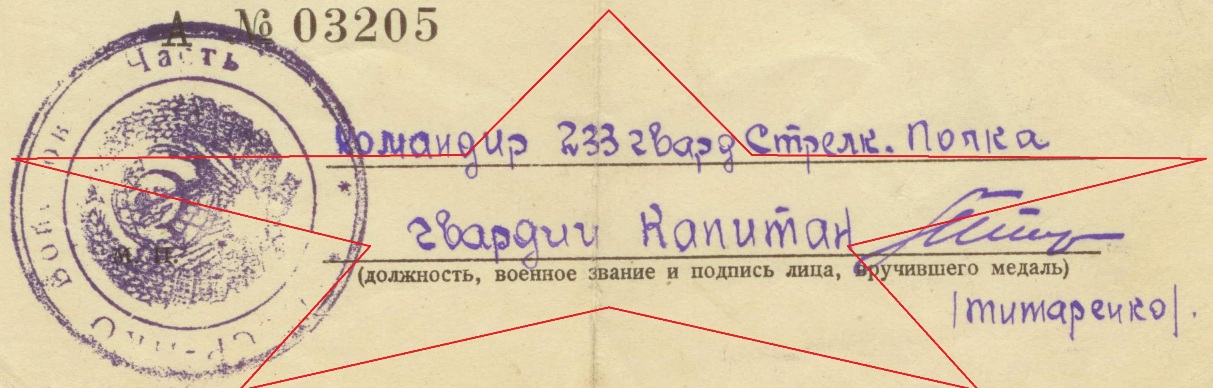 А № 03205
Часть
Командир 233 гвард Стрелк. Полка
гвардии Капитан
М. П.
(должность, военное звание и подпись лица, вручившего медаль)
/Титаренко/.